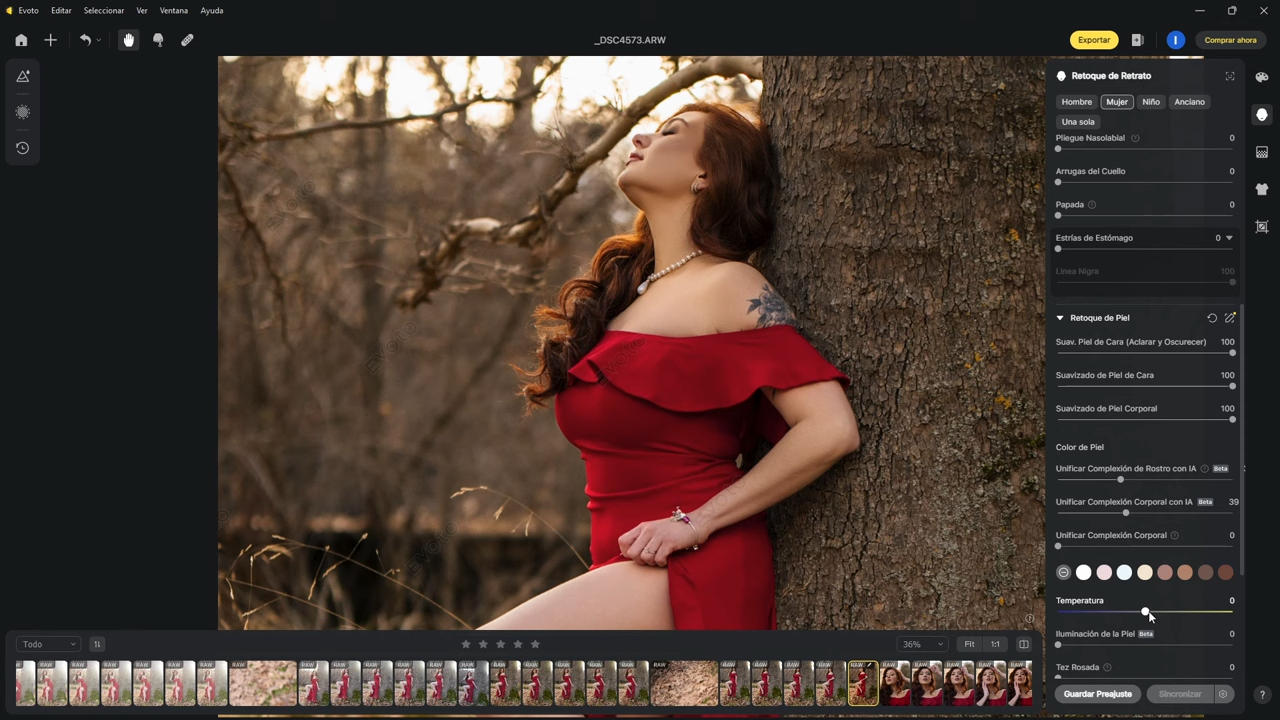 Evoto Editar Seleccionar Ver Ventana Ayuda
_DSC4573.ARW
Exportar
I
Comprar ahora
Retoque de Retrato
Hombre Mujer Niño Anciano
Una sola
Pliegue Nasolabial 0
Arrugas del Cuello 0
Papada 0
Estrías de Estómago 0
Linea Nigra 100
Retoque de Piel
Suav. Piel de Cara (Aclarar y Oscurecer) 100
Suavizado de Piel de Cara 100
Suavizado de Piel Corporal 100
Color de Piel
Unificar Complexión de Rostro con IA Beta
Unificar Complexión Corporal con IA Beta 39
Unificar Complexión Corporal 0
Temperatura 0
Iluminación de la Piel Beta 0
Tez Rosada 0
Guardar Preajuste Sincronizar
Todo
36%
Fit 1:1
EVOTO
RAW